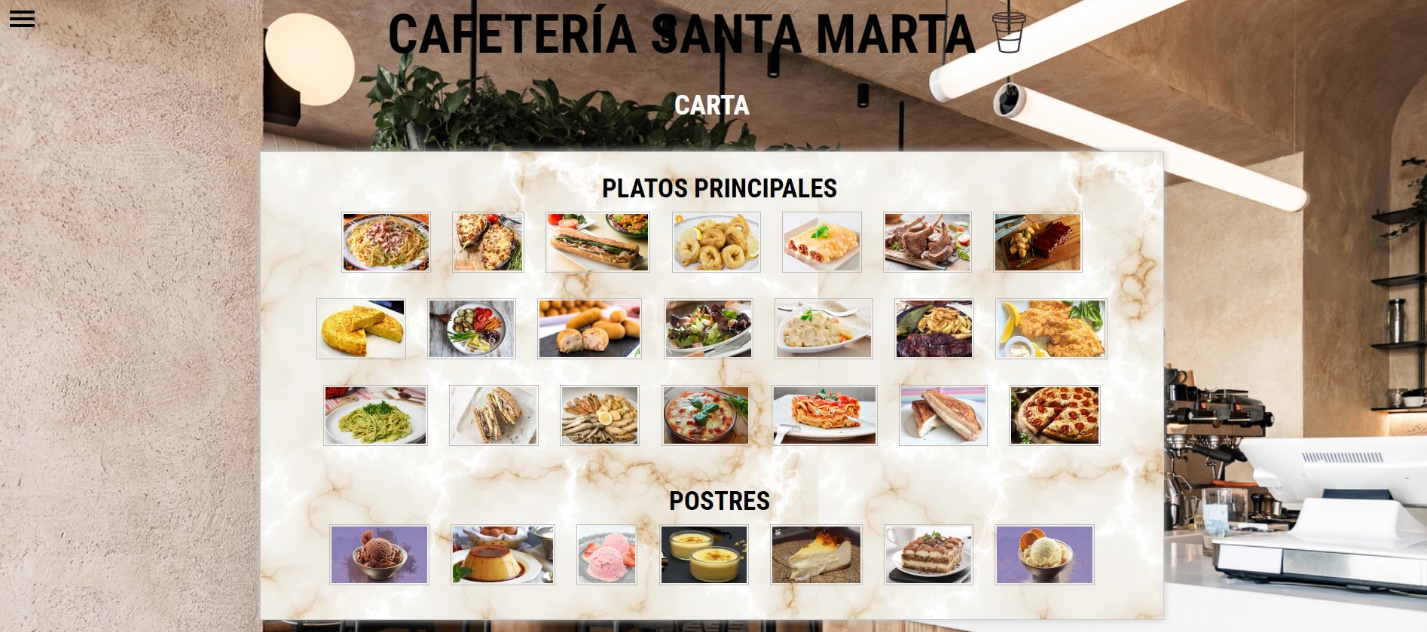 CAFETERÍA SANTA MARTA
CARTA
PLATOS PRINCIPALES
POSTRES